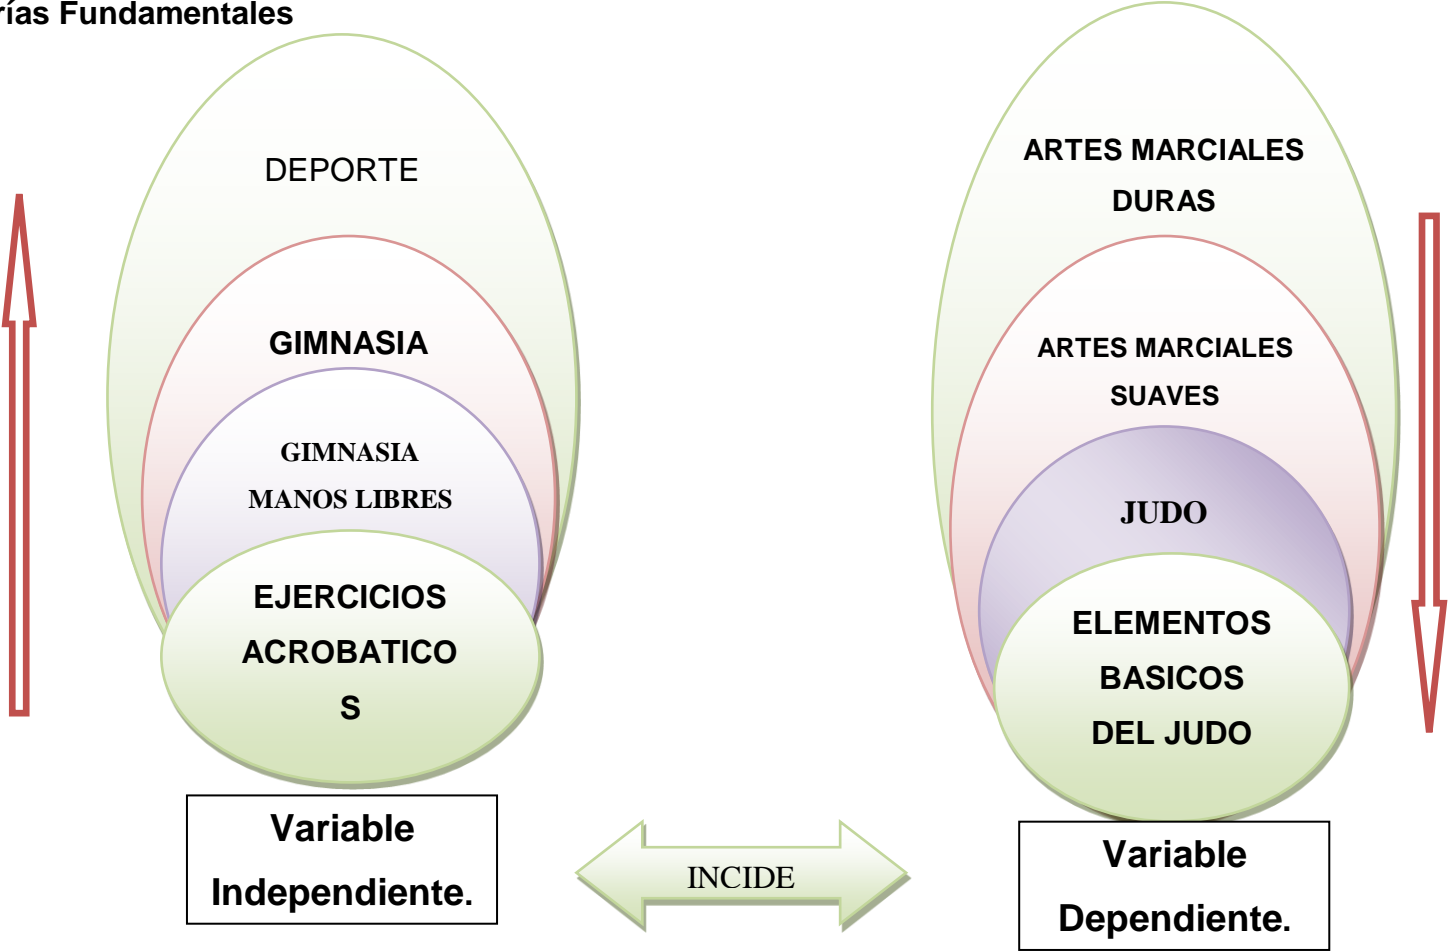 rías Fundamentales
DEPORTE
GIMNASIA
GIMNASIA
MANOS LIBRES
EJERCICIOS
ACROBATICO
S
Variable
Independiente.
INCIDE
ARTES MARCIALES
DURAS
ARTES MARCIALES
SUAVES
JUDO
ELEMENTOS
BASICOS
DEL JUDO
Variable
Dependiente.